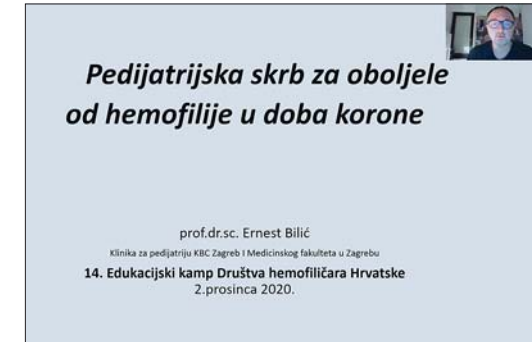 Pedijatrijska skrb za oboljele
od hemofilije u doba korone
prof.dr.sc. Ernest Bilić
Klinika za pedijatriju KBC Zagreb I Medicinskog fakulteta u Zagrebu
14. Edukacijski kamp Društva hemofiličara Hrvatske
2.prosinca 2020.